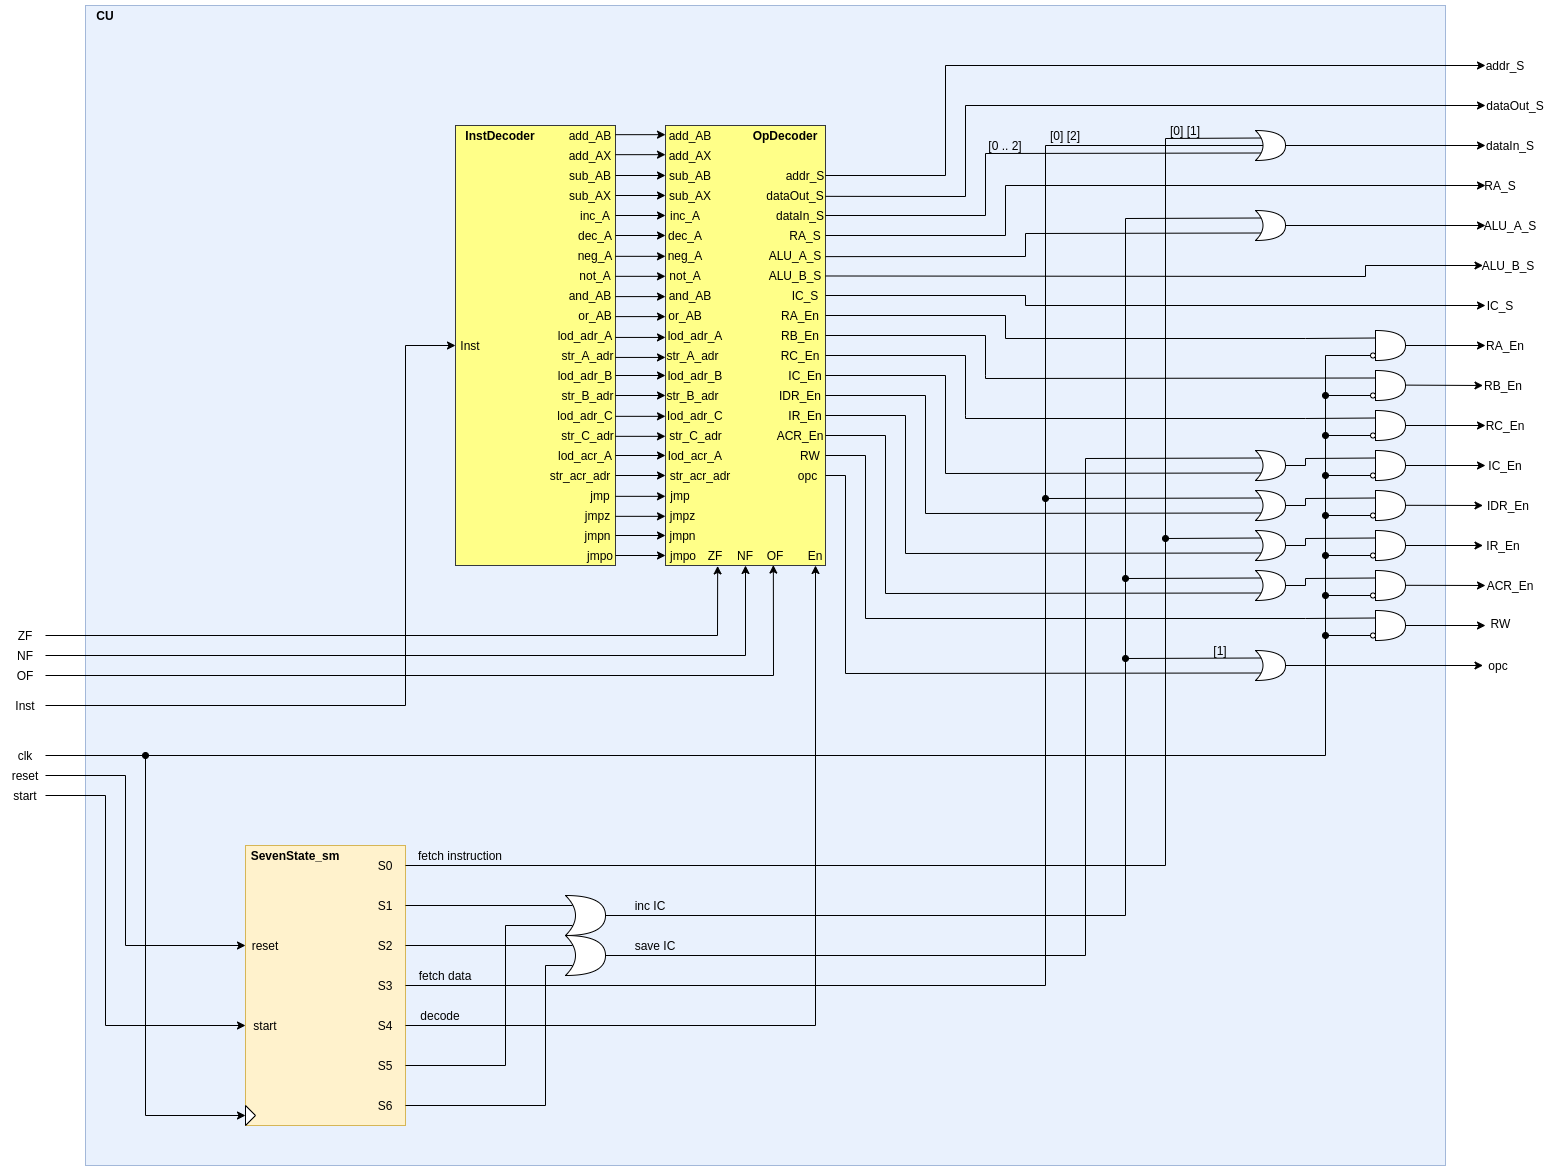 CU
addr_S
dataOut_S
[0] [1]
[0] [2]
[0 .. 2]
dataIn_S
RA_S
ALU_A_S
ALU_B_S
IC_S
RA_En
RB_En
RC_En
IC_En
IDR_En
IR_En
ACR_En
RW
[1]
opc
InstDecoder
Inst
add_AB
add_AX
sub_AB
sub_AX
inc_A
dec_A
neg_A
not_A
and_AB
or_AB
lod_adr_A
str_A_adr
lod_adr_B
str_B_adr
lod_adr_C
str_C_adr
lod_acr_A
str_acr_adr
jmp
jmpz
jmpn
jmpo
OpDecoder
add_AB
add_AX
sub_AB
sub_AX
inc_A
dec_A
neg_A
not_A
and_AB
or_AB
lod_adr_A
str_A_adr
lod_adr_B
str_B_adr
lod_adr_C
str_C_adr
lod_acr_A
str_acr_adr
jmp
jmpz
jmpn
jmpo
ZF
NF
OF
En
addr_S
dataOut_S
dataIn_S
RA_S
ALU_A_S
ALU_B_S
IC_S
RA_En
RB_En
RC_En
IC_En
IDR_En
IR_En
ACR_En
RW
opc
ZF
NF
OF
Inst
clk
reset
start
SevenState_sm
reset
start
S0
S1
S2
S3
S4
S5
S6
fetch instruction
inc IC
save IC
fetch data
decode